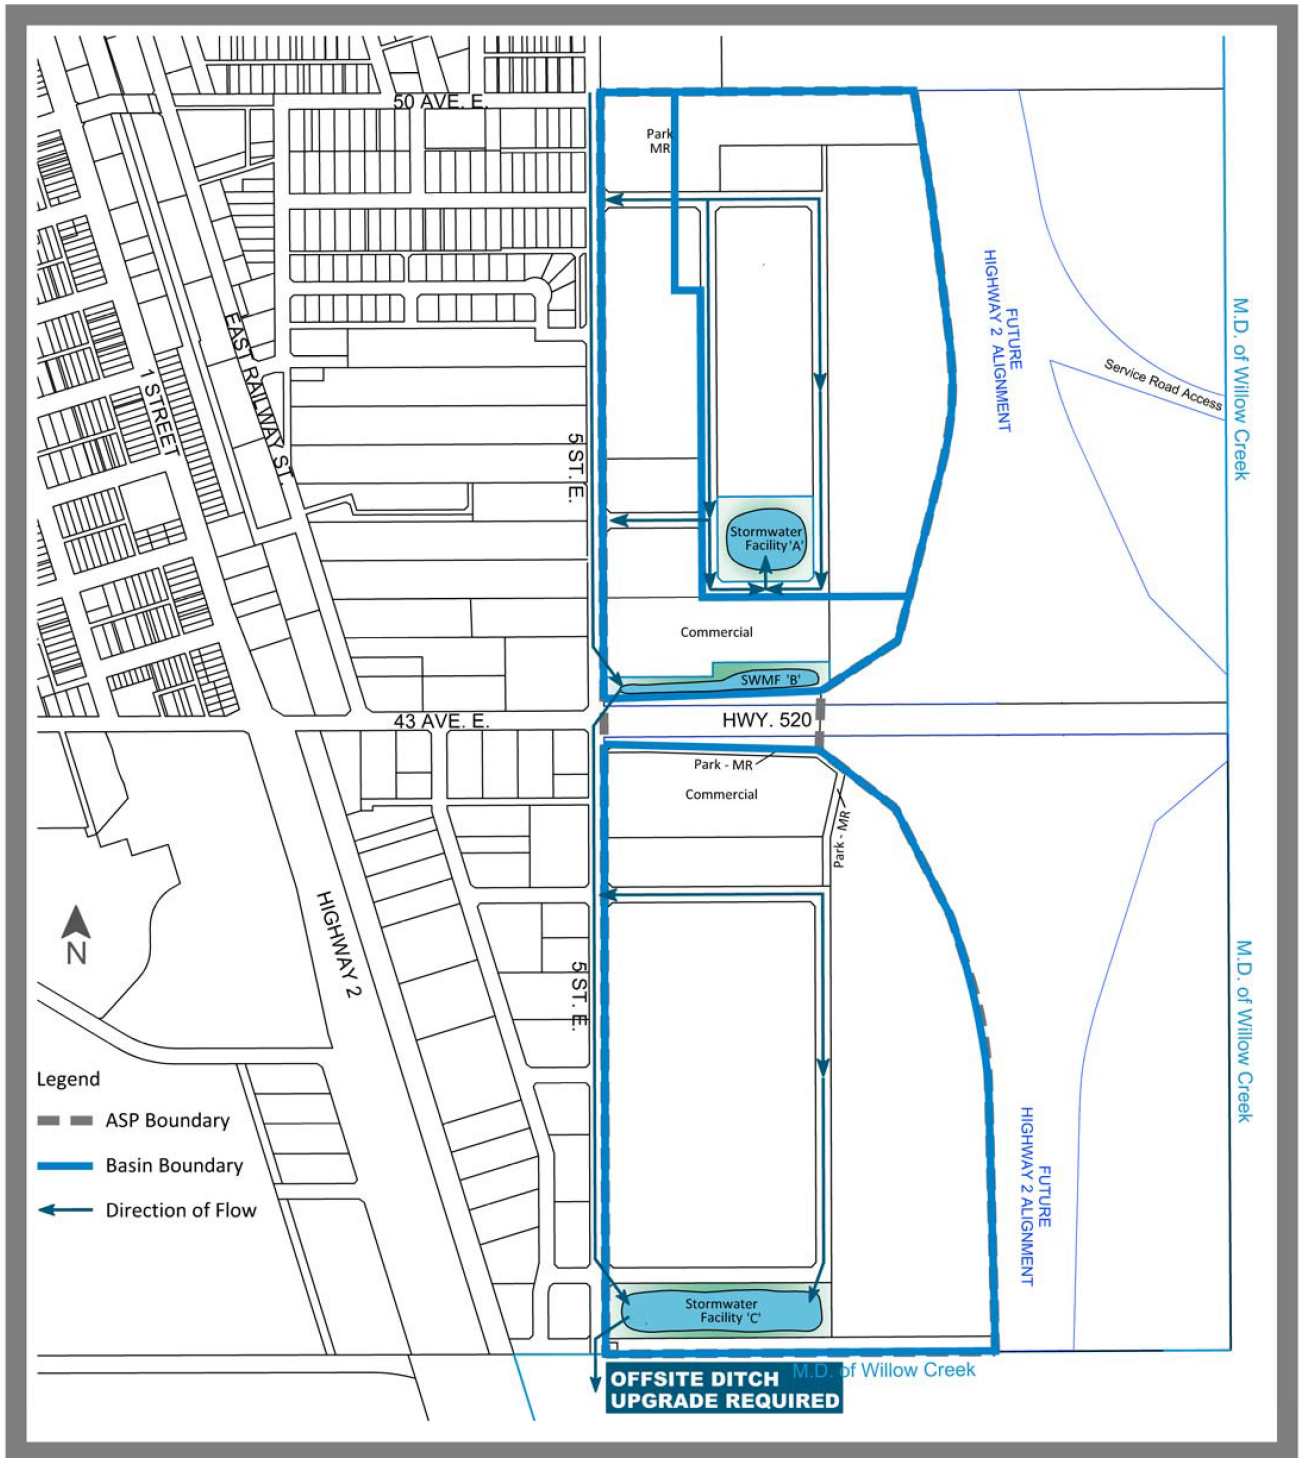 50 AVE. E.
Park
MR
FUTURE
HIGHWAY 2 ALIGNMENT
M.D. of Willow Creek
Service Road Access
EAST RAILWAY ST.
1 STREET
5 ST. E.
Stormwater
Facility 'A'
Commercial
SWMF 'B'
43 AVE. E.
HWY. 520
Park - MR
Commercial
Park - MR
HIGHWAY 2
N
5 ST. E.
M.D. of Willow Creek
Legend
ASP Boundary
Basin Boundary
Direction of Flow
FUTURE
HIGHWAY 2 ALIGNMENT
Stormwater
Facility 'C'
M.D. of Willow Creek
OFFSITE DITCH
UPGRADE REQUIRED